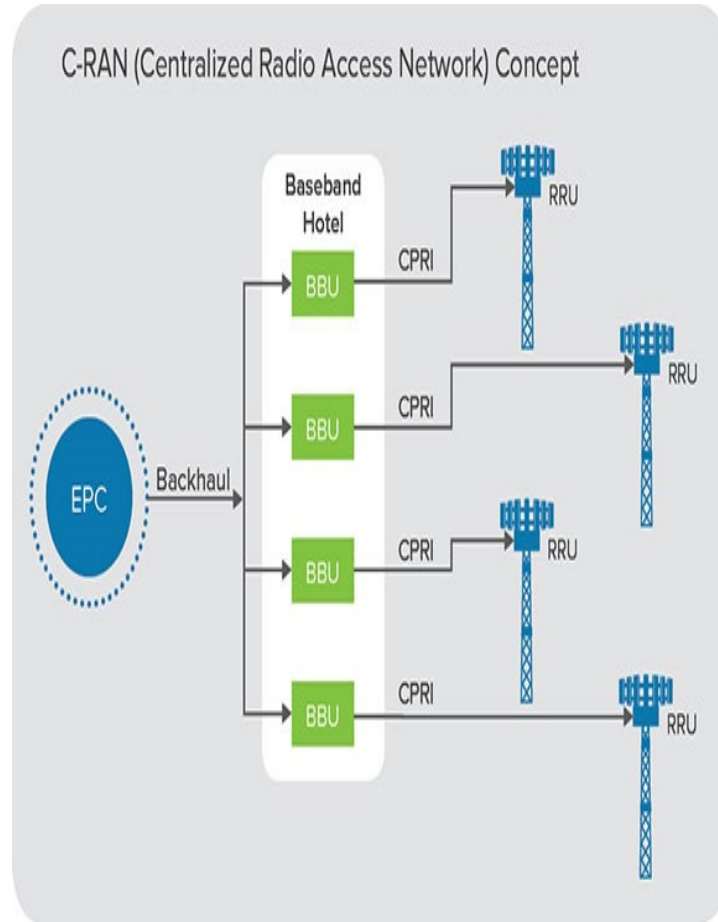 C-RAN (Centralized Radio Access Network) Concept
Baseband
Hotel
RRU
CPRI
BBU
RRU
CPRI
BBU
Backhaul
EPC
CPRI
RRU
BBU
CPRI
BBU
RRU